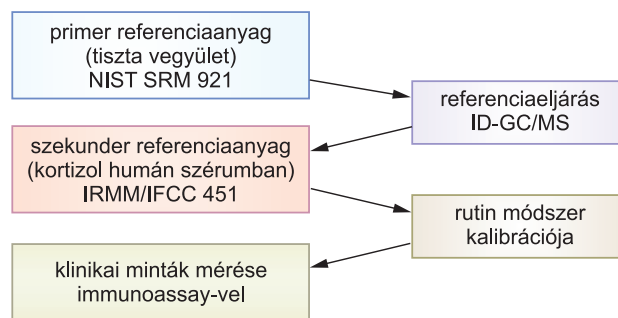 primer referenciaanyag
(tiszta vegyület)
NIST SRM 921
referenciaeljárás
ID-GC/MS
szekunder referenciaanyag
(kortizol humán szérumban)
IRMM/IFCC 451
rutin módszer
kalibrációja
klinikai minták mérése
immunoassay-vel